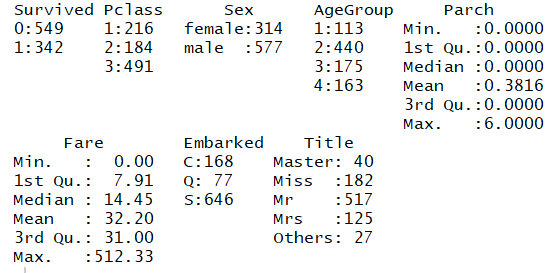 Survived Pclass      Sex       AgeGroup     Parch
0:549    1:216   female:314   1:113    Min.   :0.0000
1:342    2:184   male  :577   2:440    1st Qu.:0.0000
         3:491                3:175    Median :0.0000
                              4:163    Mean   :0.3816
                                       3rd Qu.:0.0000
                                       Max.   :6.0000
     Fare        Embarked    Title
Min.   :  0.00   C:168    Master: 40
1st Qu.:  7.91   Q: 77    Miss  :182
Median : 14.45   S:646    Mr    :517
Mean   : 32.20            Mrs   :125
3rd Qu.: 31.00            Others: 27
Max.   :512.33